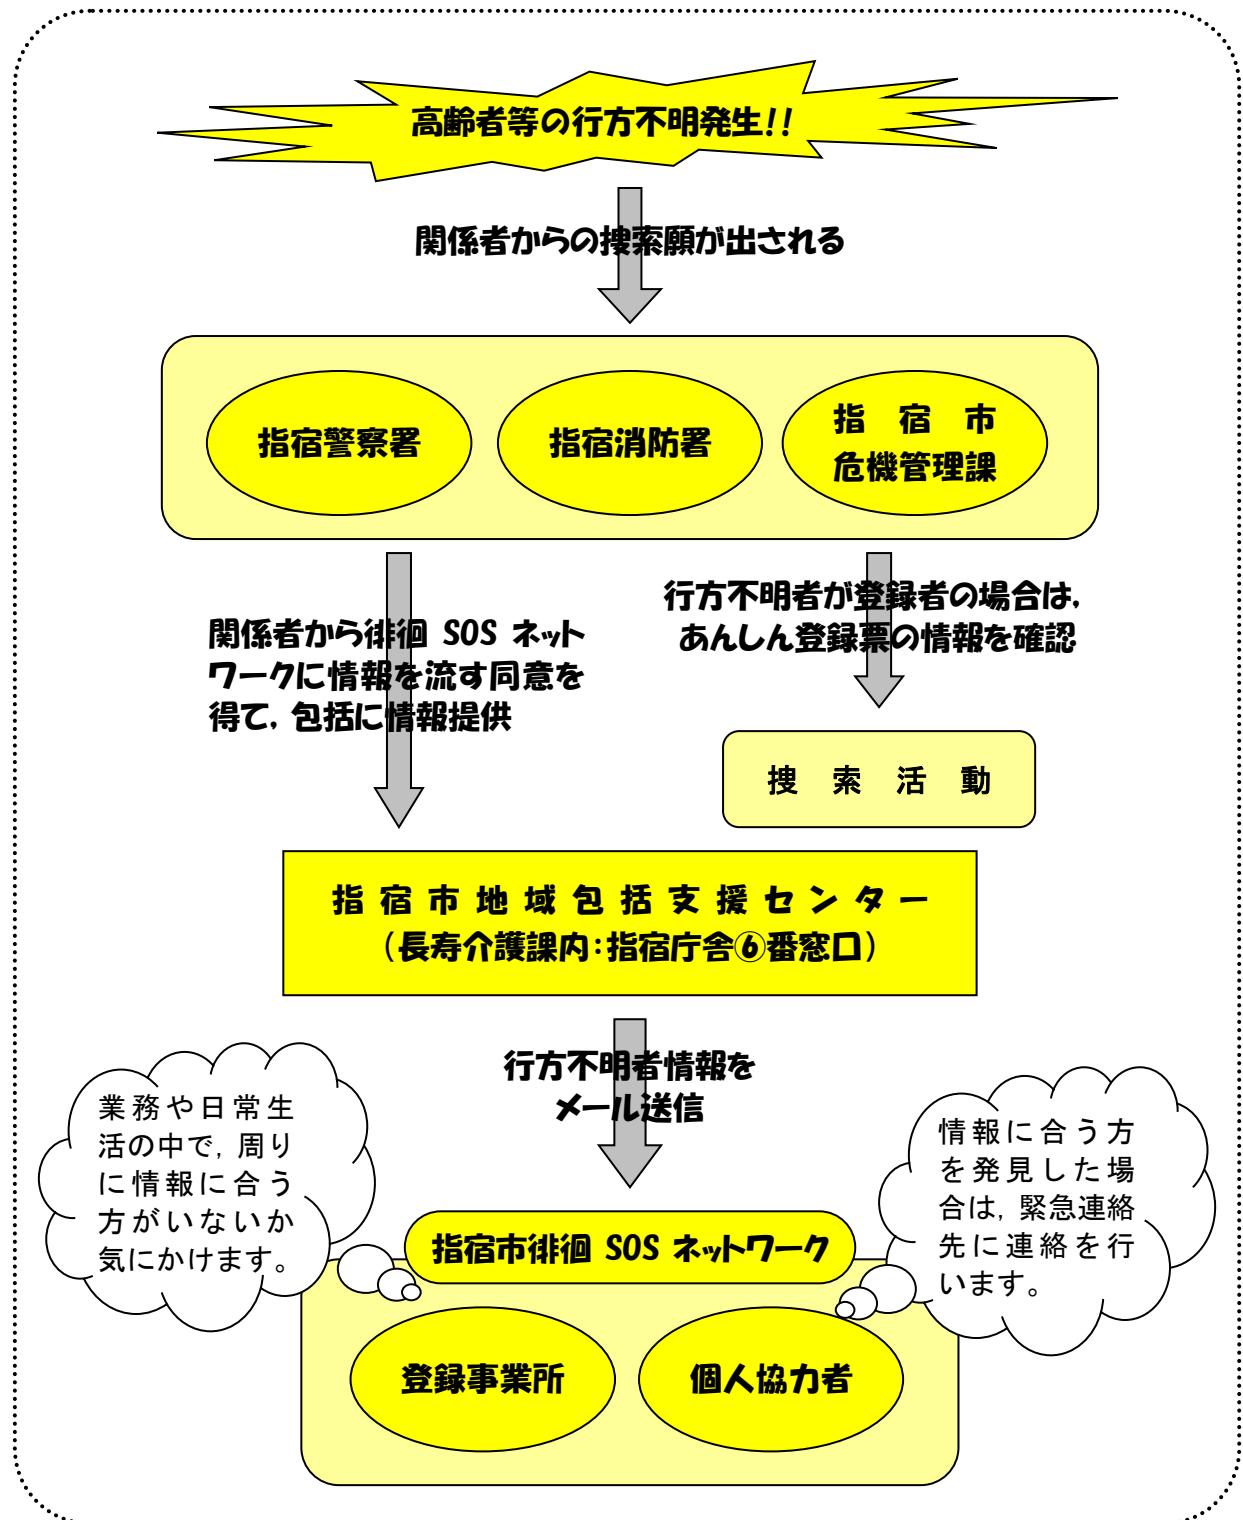 高齢者等の行方不明発生!!
関係者からの捜索願が出される
指宿警察署
指宿消防署
指宿市
危機管理課
行方不明者が登録者の場合は，
あんしん登録票の情報を確認
関係者から徘徊 SOS ネット
ワークに情報を流す同意を
得て，包括に情報提供
捜索活動
指宿市地域包括支援センター
（長寿介護課内：指宿庁舎⑥番窓口）
行方不明者情報を
メール送信
業務や日常生
活の中で，周り
に情報に合う
方がいないか
気にかけます。
情報に合う方
を発見した場
合は，緊急連絡
先に連絡を行
います。
指宿市徘徊 SOS ネットワーク
登録事業所
個人協力者